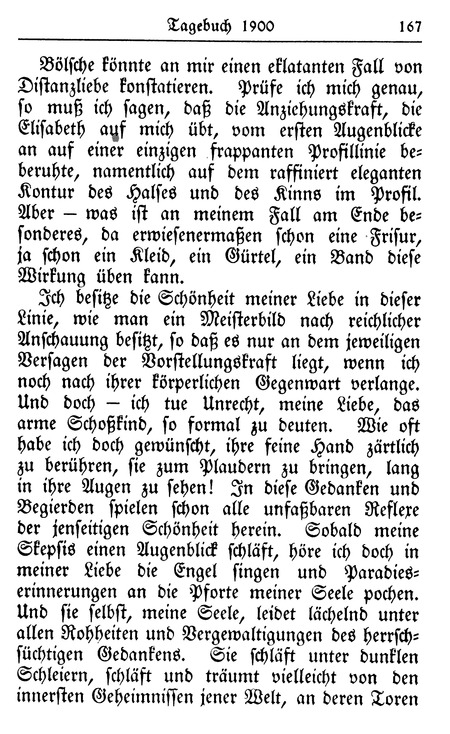 Tagebuch 1900 167
Bölsche könnte an mir einen eklatanten Fall von
Distanzliebe konstatieren. Prüfe ich mich genau,
so muß ich sagen, daß die Anziehungskraft, die
Elisabeth auf mich übt, vom ersten Augenblicke
an auf einer einzigen frappanten Profillinie be-
beruhte, namentlich auf dem raffiniert eleganten
Kontur des Halses und des Kinns im Profil.
Aber — was ist an meinem Fall am Ende be-
sonderes, da erwiesenermaßen schon eine Frisur,
ja schon ein Kleid, ein Gürtel, ein Band diese
Wirkung üben kann.
Ich besitze die Schönheit meiner Liebe in dieser
Linie, wie man ein Meisterbild nach reichlicher
Anschauung besitzt, so daß es nur an dem jeweiligen
Versagen der Vorstellungskraft liegt, wenn ich
noch nach ihrer körperlichen Gegenwart verlange.
Und doch — ich tue Unrecht, meine Liebe, das
arme Schoßkind, so formal zu deuten. Wie oft
habe ich doch gewünscht, ihre feine Hand zärtlich
zu berühren, sie zum Plaudern zu bringen, lang
in ihre Augen zu sehen! In diese Gedanken und
Begierden spielen schon alle unfaßbaren Reflexe
der jenseitigen Schönheit herein. Sobald meine
Skepsis einen Augenblick schläft, höre ich doch in
meiner Liebe die Engel singen und Paradies-
erinnerungen an die Pforte meiner Seele pochen.
Und sie selbst, meine Seele, leidet lächelnd unter
allen Rohheiten und Vergewaltigungen des herrsch-
süchtigen Gedankens. Sie schläft unter dunklen
Schleiern, schläft und träumt vielleicht von den
innersten Geheimnissen jener Welt, an deren Toren